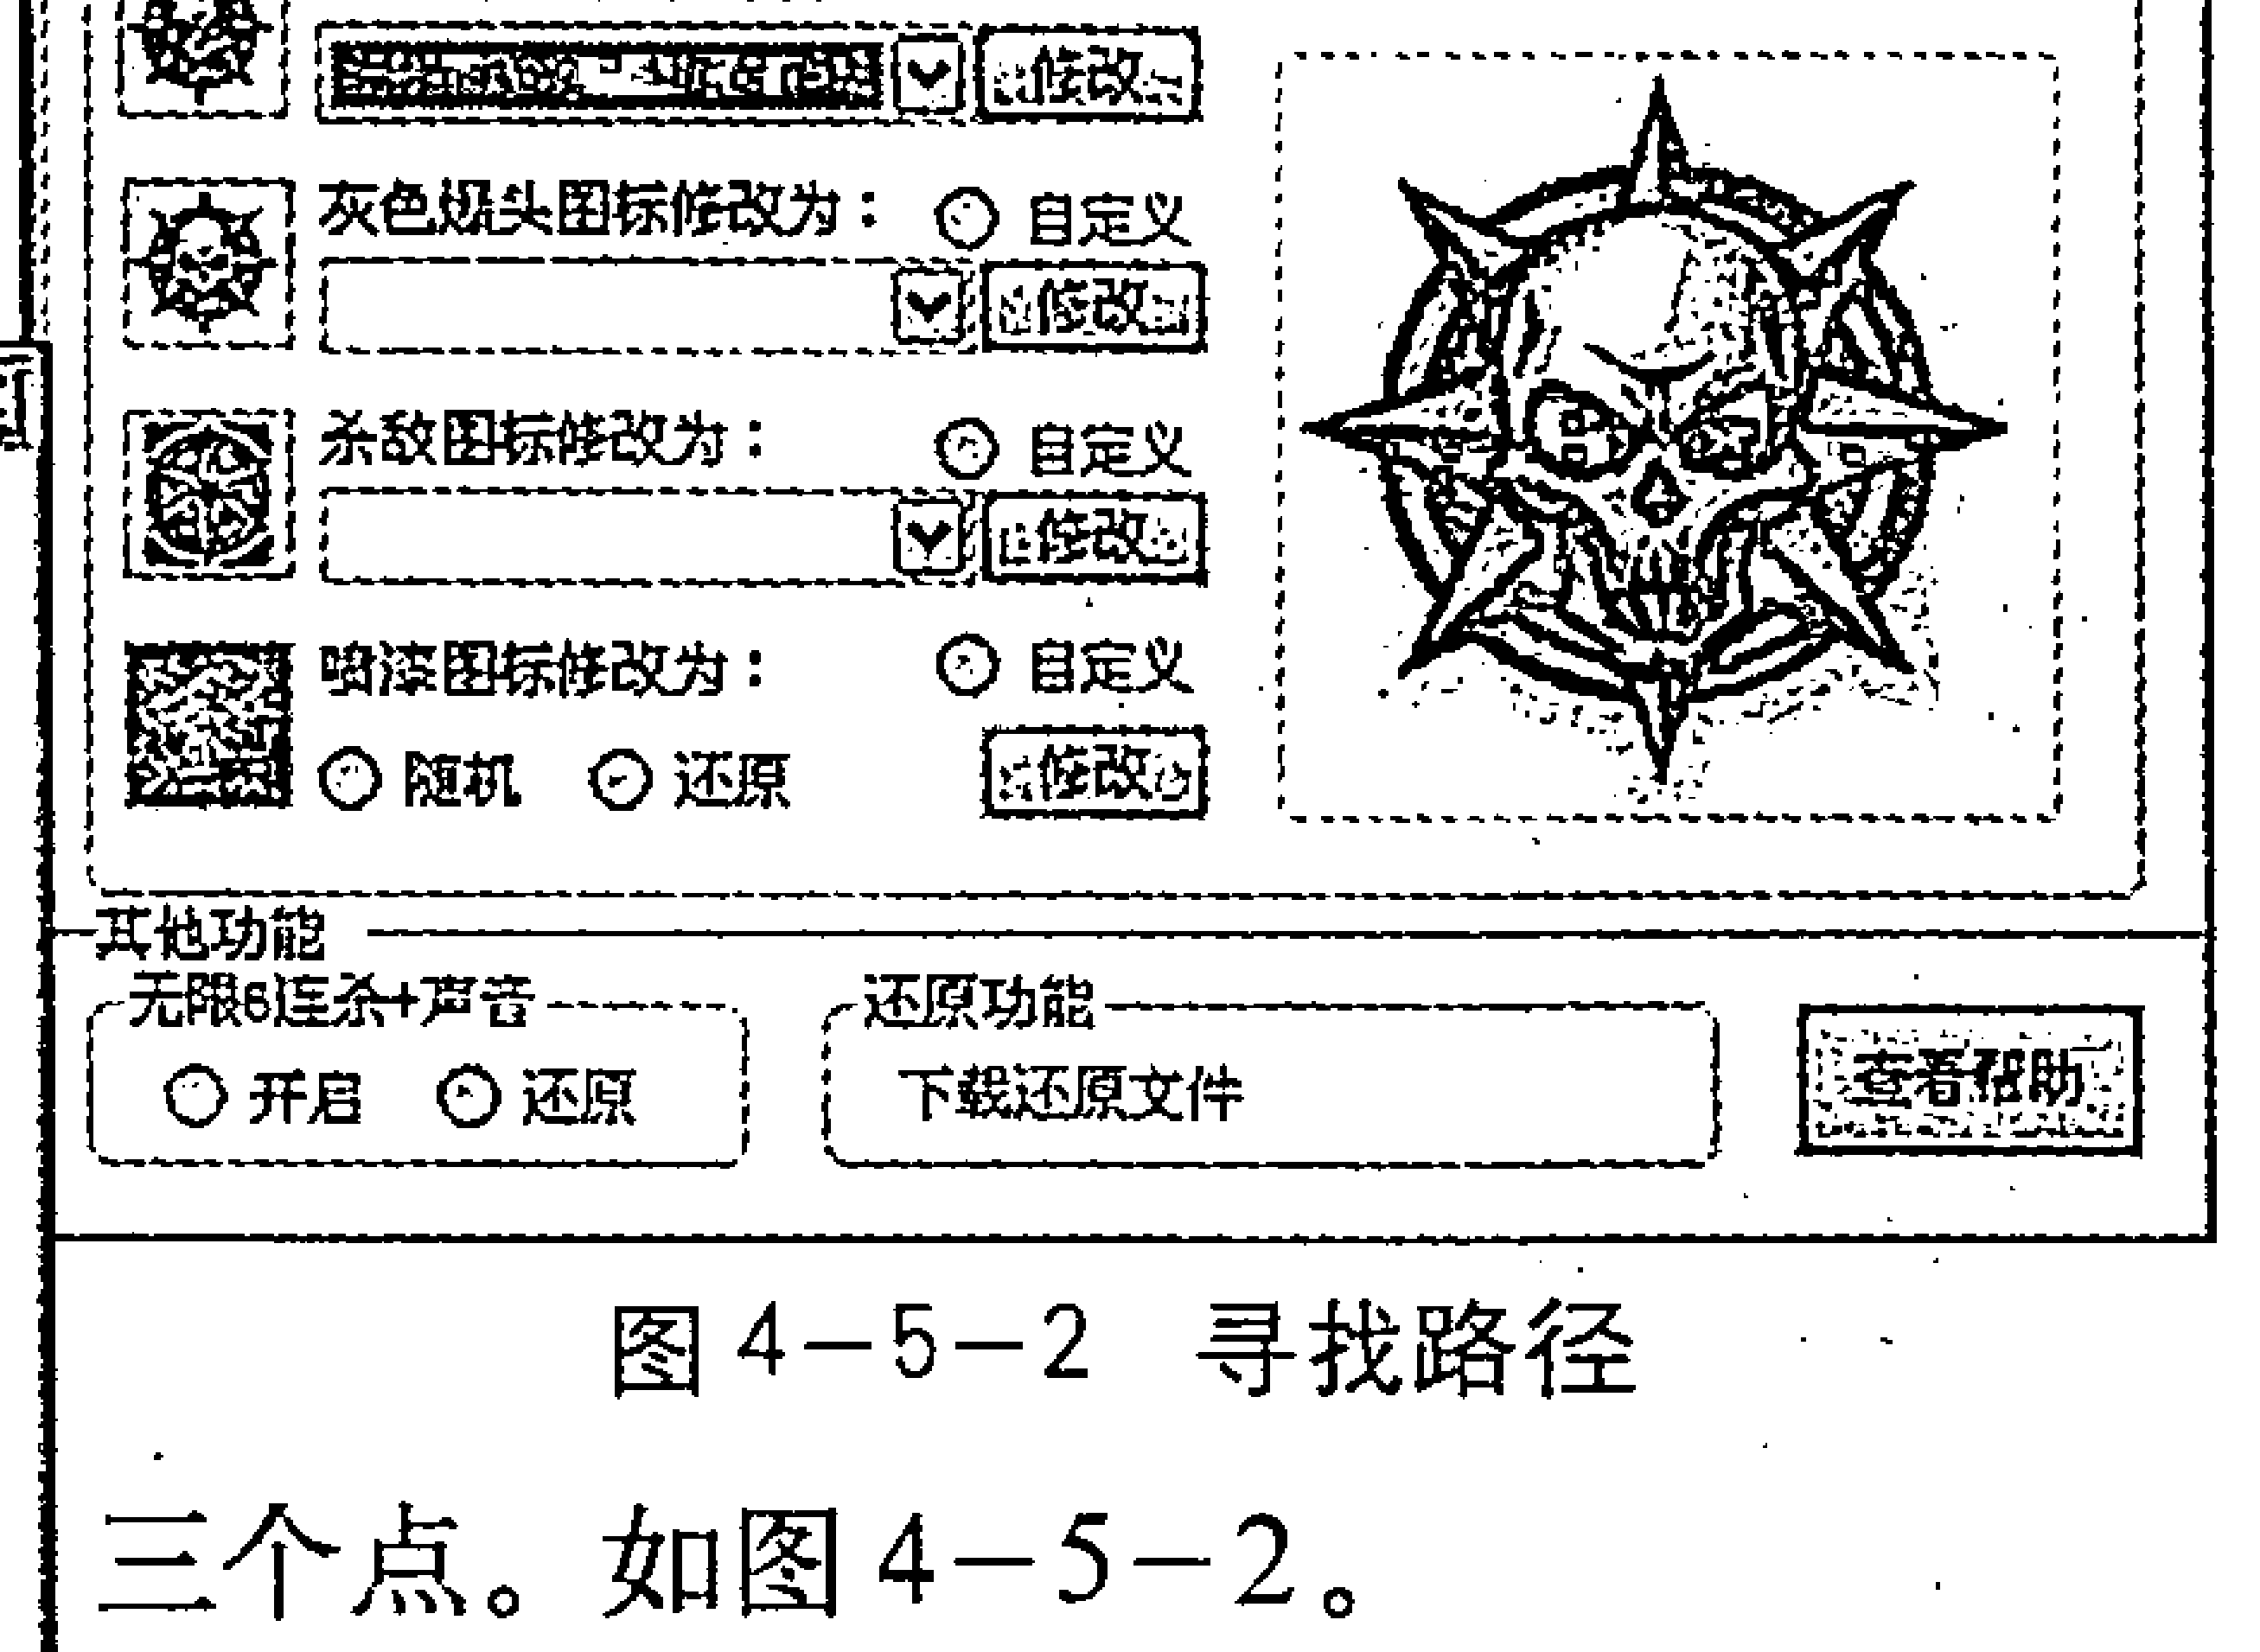 修改
灰色爆头图标修改为： 自定义
修改
杀敌图标修改为： 自定义
修改
喷漆图标修改为： 自定义
随机 还原 修改
其他功能
无限6连杀+声音 还原功能
开启 还原 下载还原文件 查看帮助
图4－5－2 寻找路径
三个点。如图4－5－2。